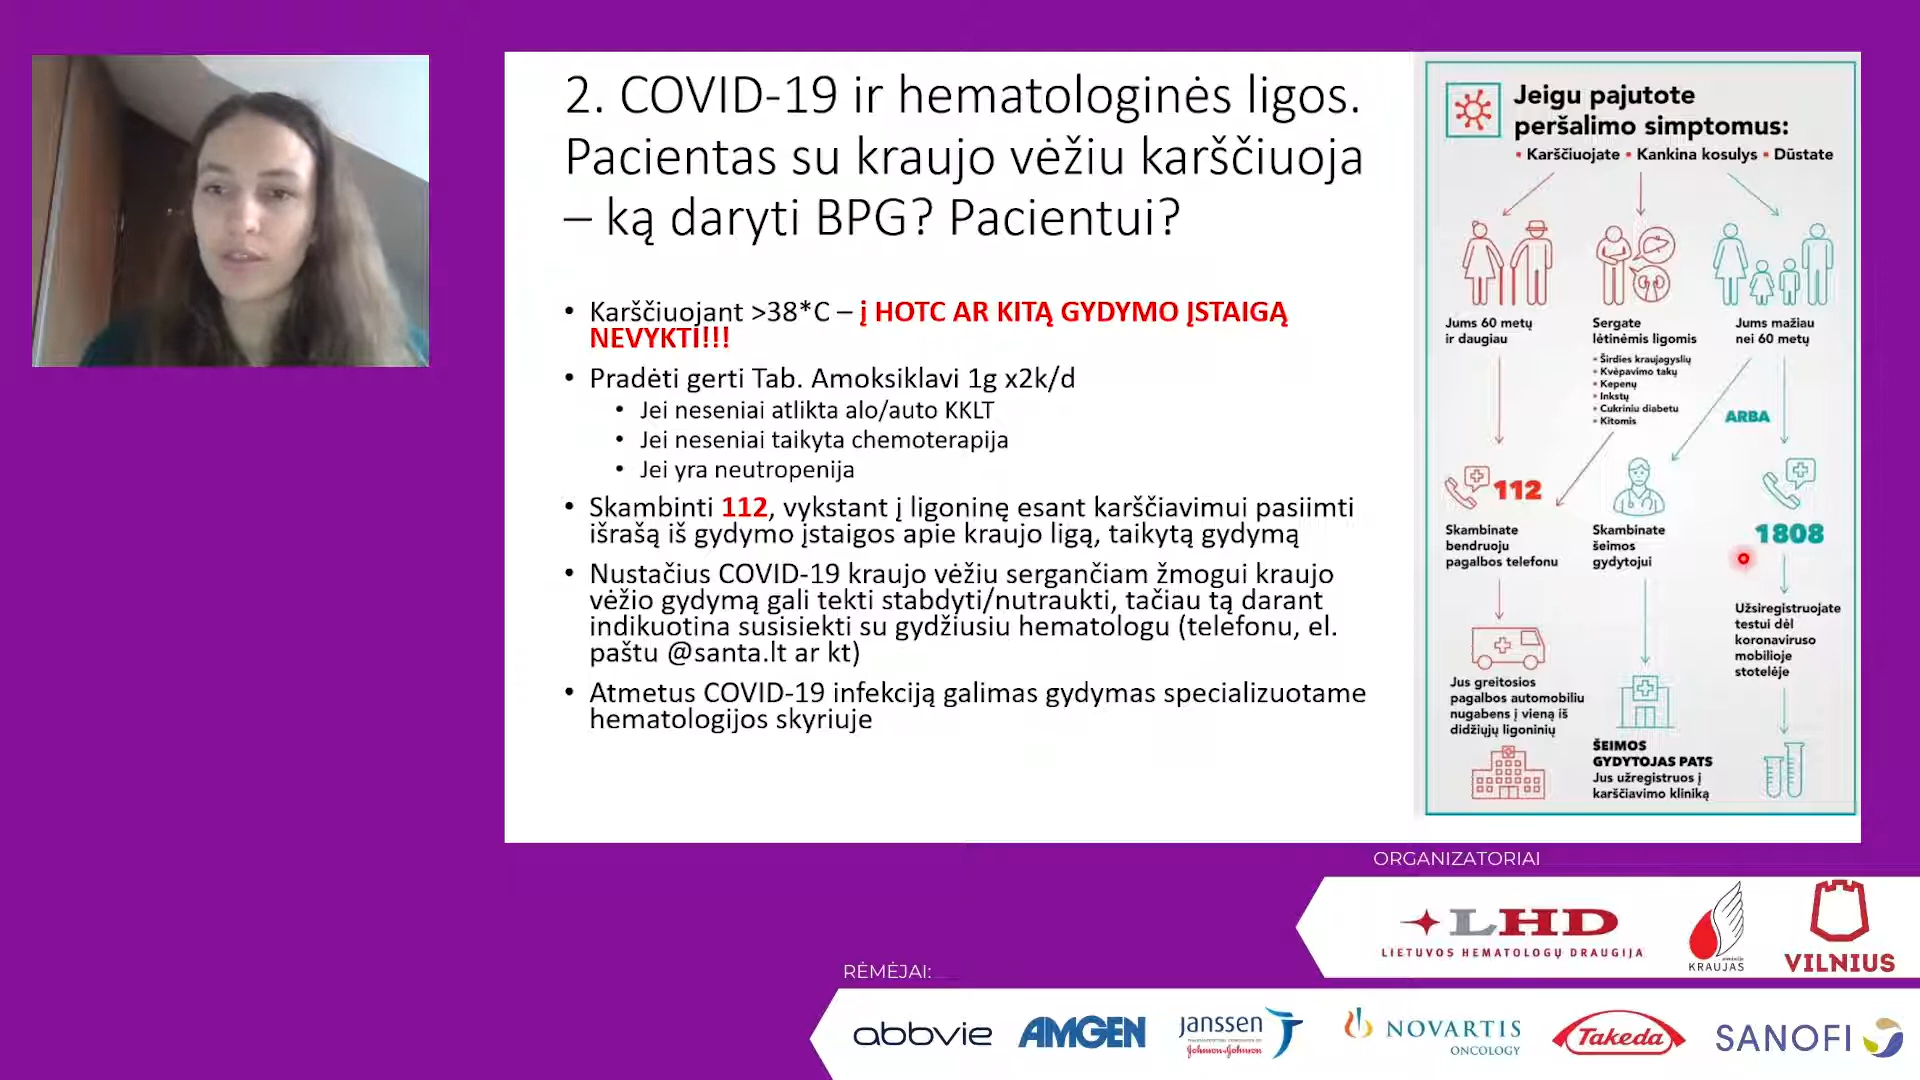 2. COVID-19 ir hematologinės ligos.
Pacientas su kraujo vėžiu karščiuoja
– ką daryti BPG? Pacientui?
• Karščiuojant >38*C – į HOTC AR KITĄ GYDYMO ĮSTAIGĄ
NEVYKTI!!!
• Pradėti gerti Tab. Amoksiklavi 1g x2k/d
• Jei neseniai atlikta alo/auto KKLT
• Jei neseniai taikyta chemoterapija
• Jei yra neutropenija
• Skambinti 112, vykstant į ligoninę esant karščiavimui pasiimti
išrašą iš gydymo įstaigos apie kraujo ligą, taikytą gydymą
• Nustačius COVID-19 kraujo vėžiu sergančiam žmogui kraujo
vėžio gydymą gali tekti stabdyti/nutraukti, tačiau tą darant
indikuotina susisiekti su gydžiusiu hematologu (telefonu, el.
paštu @santa.lt ar kt)
• Atmetus COVID-19 infekciją galimas gydymas specializuotame
hematologijos skyriuje
Jeigu pajutote
peršalimo simptomus:
• Karščiuojate • Kankina kosulys • Dūstate
Jums 60 metų
ir daugiau
Sergate
lėtinėmis ligomis
• Širdies kraujagyslių
• Kvėpavimo takų
• Kepenų
• Inkstų
• Cukriniu diabetu
• Kitomis
Jums mažiau
nei 60 metų
ARBA
112
Skambinate
bendruoju
pagalbos telefonu
Skambinate
šeimos
gydytojui
1808
Užsiregistruojate
testui dėl
koronaviruso
mobilioje
stotelėje
Jus greitosios
pagalbos automobiliu
nugabens į vieną iš
didžiųjų ligoninių
ŠEIMOS
GYDYTOJAS PATS
Jus užregistruos į
karščiavimo kliniką
ORGANIZATORIAI
LHD
LIETUVOS HEMATOLOGŲ DRAUGIJA
KRAUJAS
VILNIUS
RĖMĖJAI:
abbvie
AMGEN
janssen
Johnson&Johnson
NOVARTIS
ONCOLOGY
Takeda
SANOFI